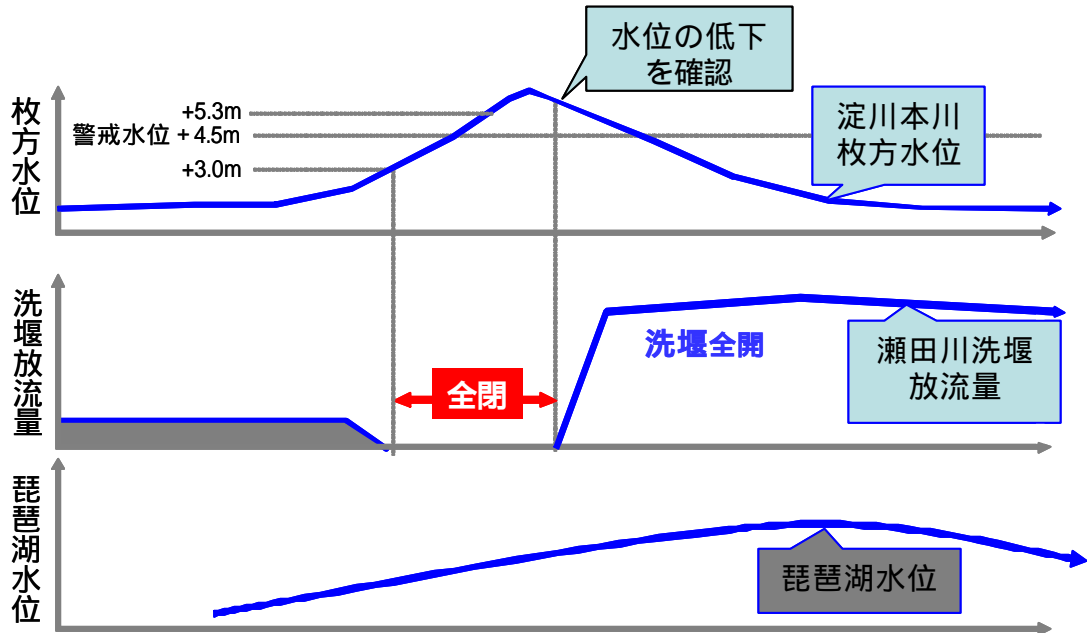 水位の低下
を確認
枚方水位
+5.3m
警戒水位 + 4.5m
+3.0m
淀川本川
枚方水位
洗堰放流量
洗堰全開
全閉
瀬田川洗堰
放流量
琵琶湖水位
琵琶湖水位